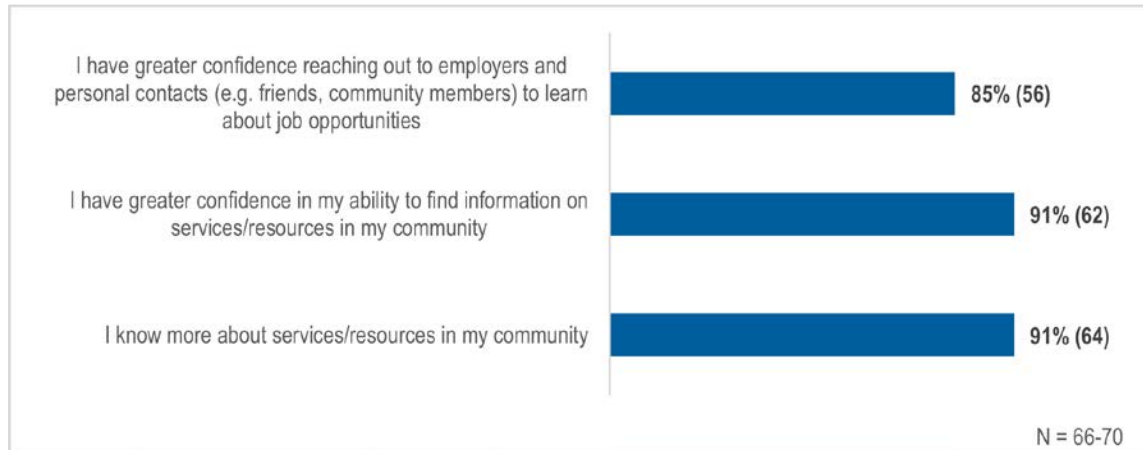 I have greater confidence reaching out to employers and
personal contacts (e.g. friends, community members) to learn
about job opportunities
85% (56)
I have greater confidence in my ability to find information on
services/resources in my community
91% (62)
I know more about services/resources in my community
91% (64)
N = 66-70